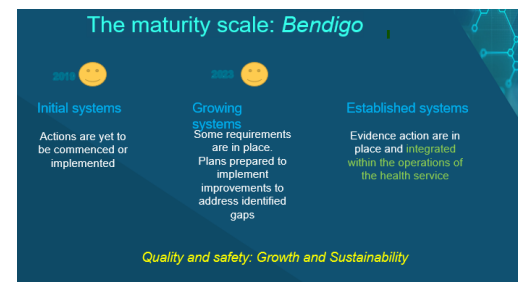 The maturity scale: Bendigo
2019
2023
Initial systems
Growing
systems
Established systems
Actions are yet to
be commenced or
implemented
Some requirements
are in place.
Plans prepared to
implement
improvements to
address identified
gaps
Evidence action are in
place and integrated
within the operations of
the health service
Quality and safety: Growth and Sustainability